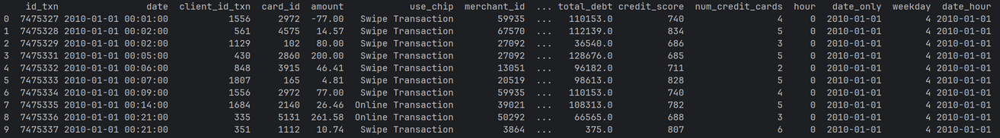 id_txn date client_id_txn card_id amount use_chip merchant_id ... total_debt credit_score num_credit_cards hour date_only weekday date_hour
0 7475327 2010-01-01 00:01:00 1556 2972 -77.00 Swipe Transaction 59935 ... 110153.0 740 4 0 2010-01-01 4 2010-01-01
1 7475328 2010-01-01 00:02:00 561 4575 14.57 Swipe Transaction 67570 ... 112139.0 834 5 0 2010-01-01 4 2010-01-01
2 7475329 2010-01-01 00:02:00 1129 102 80.00 Swipe Transaction 27092 ... 36540.0 686 3 0 2010-01-01 4 2010-01-01
3 7475331 2010-01-01 00:05:00 430 2860 200.00 Swipe Transaction 27092 ... 128676.0 685 5 0 2010-01-01 4 2010-01-01
4 7475332 2010-01-01 00:06:00 848 3915 46.41 Swipe Transaction 13051 ... 96182.0 711 2 0 2010-01-01 4 2010-01-01
5 7475333 2010-01-01 00:07:00 1807 165 4.81 Swipe Transaction 20519 ... 98613.0 828 5 0 2010-01-01 4 2010-01-01
6 7475334 2010-01-01 00:09:00 1556 2972 77.00 Swipe Transaction 59935 ... 110153.0 740 4 0 2010-01-01 4 2010-01-01
7 7475335 2010-01-01 00:14:00 1684 2140 26.46 Online Transaction 39021 ... 108313.0 782 5 0 2010-01-01 4 2010-01-01
8 7475336 2010-01-01 00:21:00 335 5131 261.58 Online Transaction 50292 ... 66565.0 688 3 0 2010-01-01 4 2010-01-01
9 7475337 2010-01-01 00:21:00 351 1112 10.74 Swipe Transaction 3864 ... 375.0 807 6 0 2010-01-01 4 2010-01-01